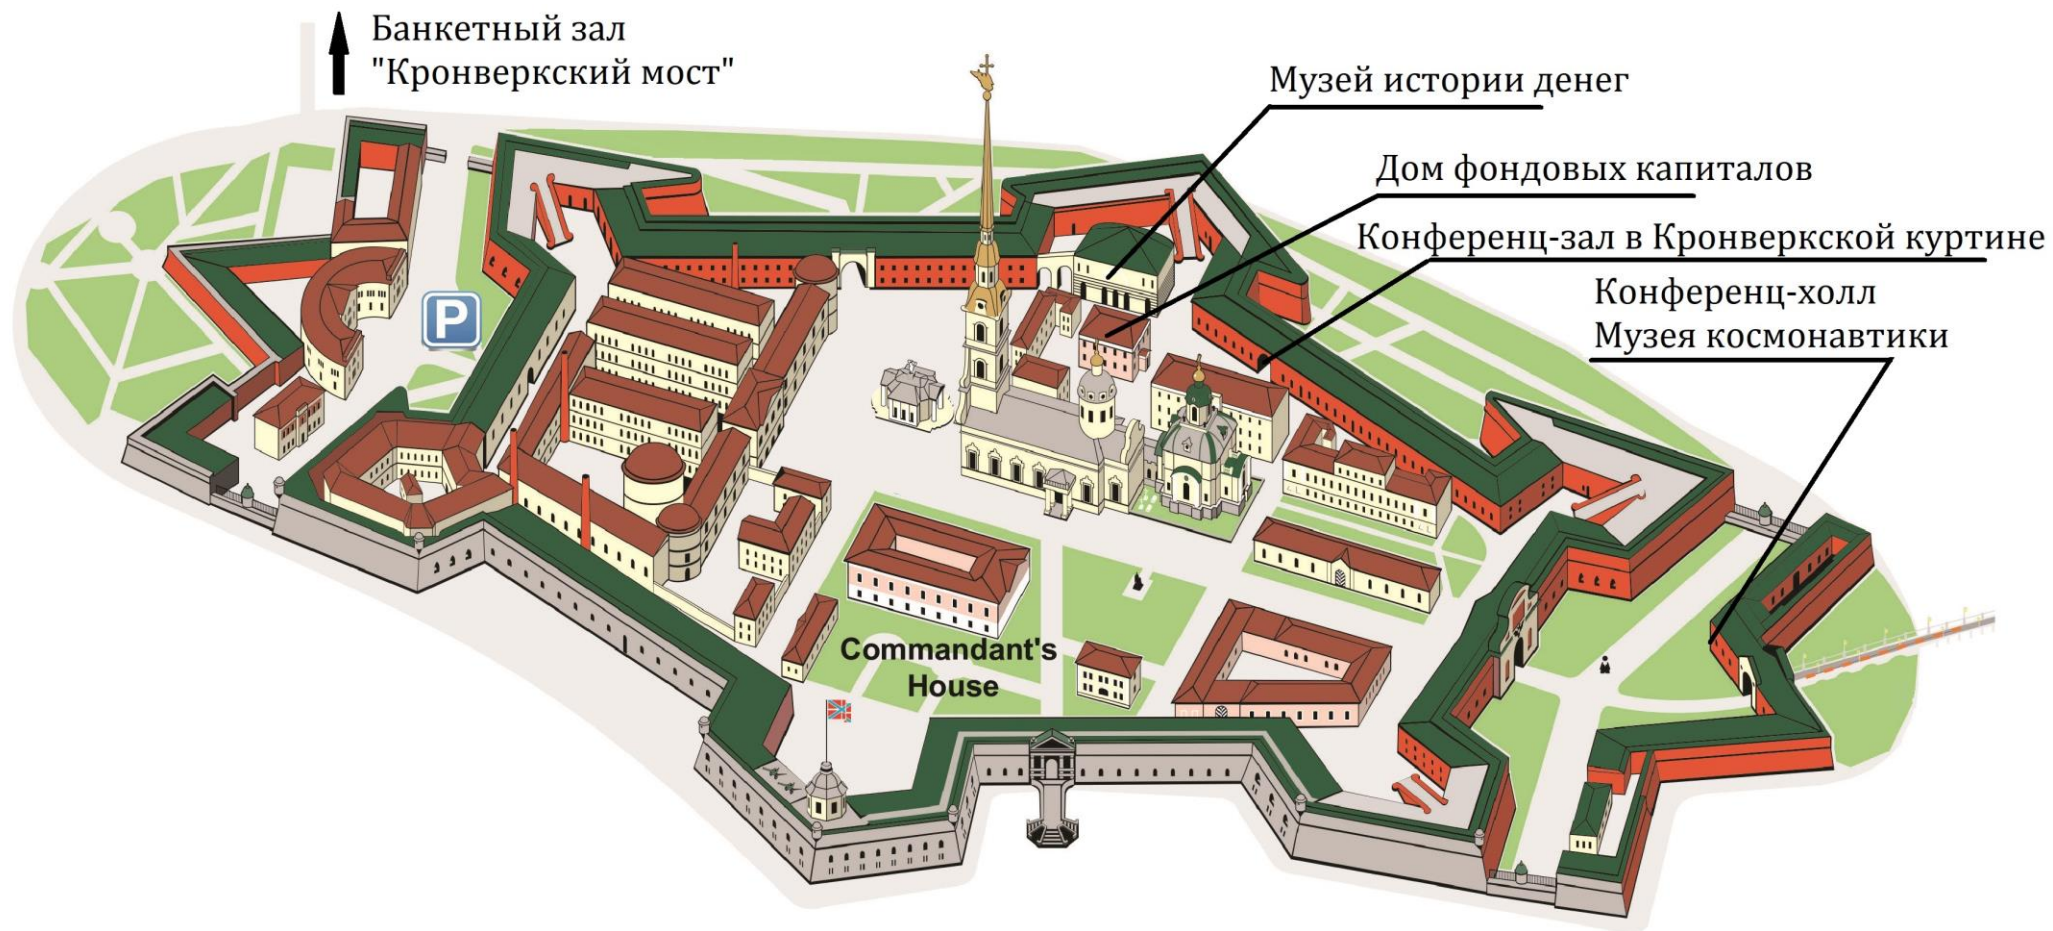 Банкетный зал
"Кронверкский мост"
Музей истории денег
Дом фондовых капиталов
Конференц-зал в Кронверкской куртине
Конференц-холл
Музея космонавтики
P
Commandant's
House